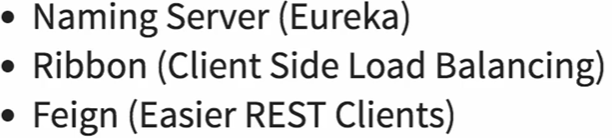 • Naming Server (Eureka)
• Ribbon (Client Side Load Balancing)
• Feign (Easier REST Clients)